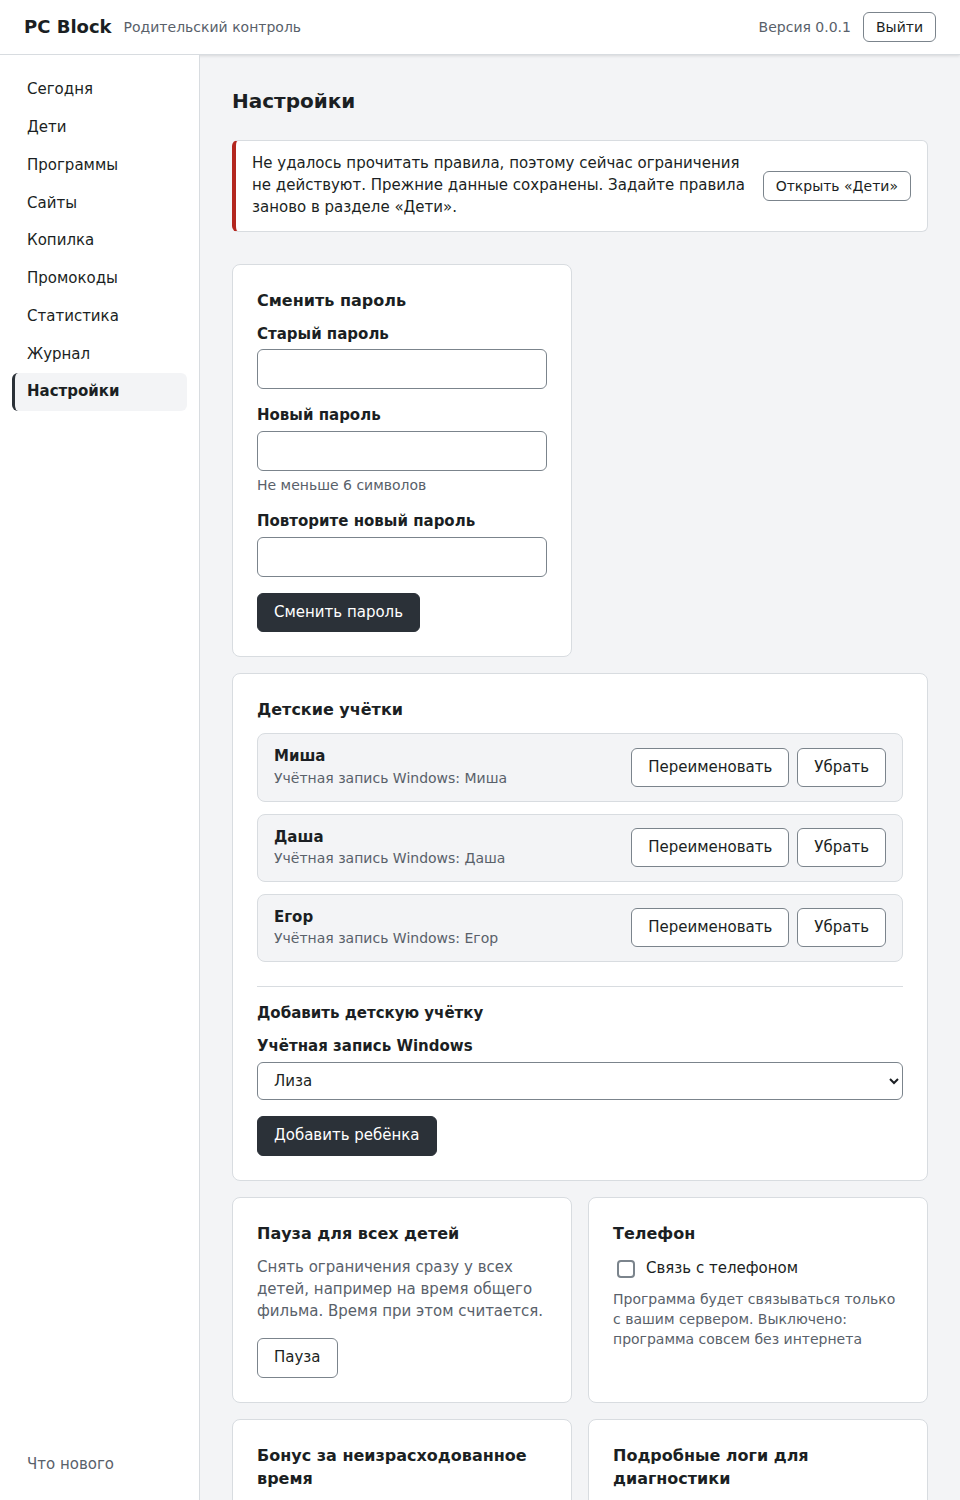 PC Block Родительский контроль Версия 0.0.1 Выйти
Сегодня
Дети
Программы
Сайты
Копилка
Промокоды
Статистика
Журнал
Настройки
Что нового
Настройки
Не удалось прочитать правила, поэтому сейчас ограничения
не действуют. Прежние данные сохранены. Задайте правила
заново в разделе «Дети».
Открыть «Дети»
Сменить пароль
Старый пароль
Новый пароль
Не меньше 6 символов
Повторите новый пароль
Сменить пароль
Детские учётки
Миша
Учётная запись Windows: Миша
Переименовать Убрать
Даша
Учётная запись Windows: Даша
Переименовать Убрать
Егор
Учётная запись Windows: Егор
Переименовать Убрать
Добавить детскую учётку
Учётная запись Windows
Лиза
Добавить ребёнка
Пауза для всех детей
Снять ограничения сразу у всех
детей, например на время общего
фильма. Время при этом считается.
Пауза
Телефон
Связь с телефоном
Программа будет связываться только
с вашим сервером. Выключено:
программа совсем без интернета
Бонус за неизрасходованное
время
Подробные логи для
диагностики